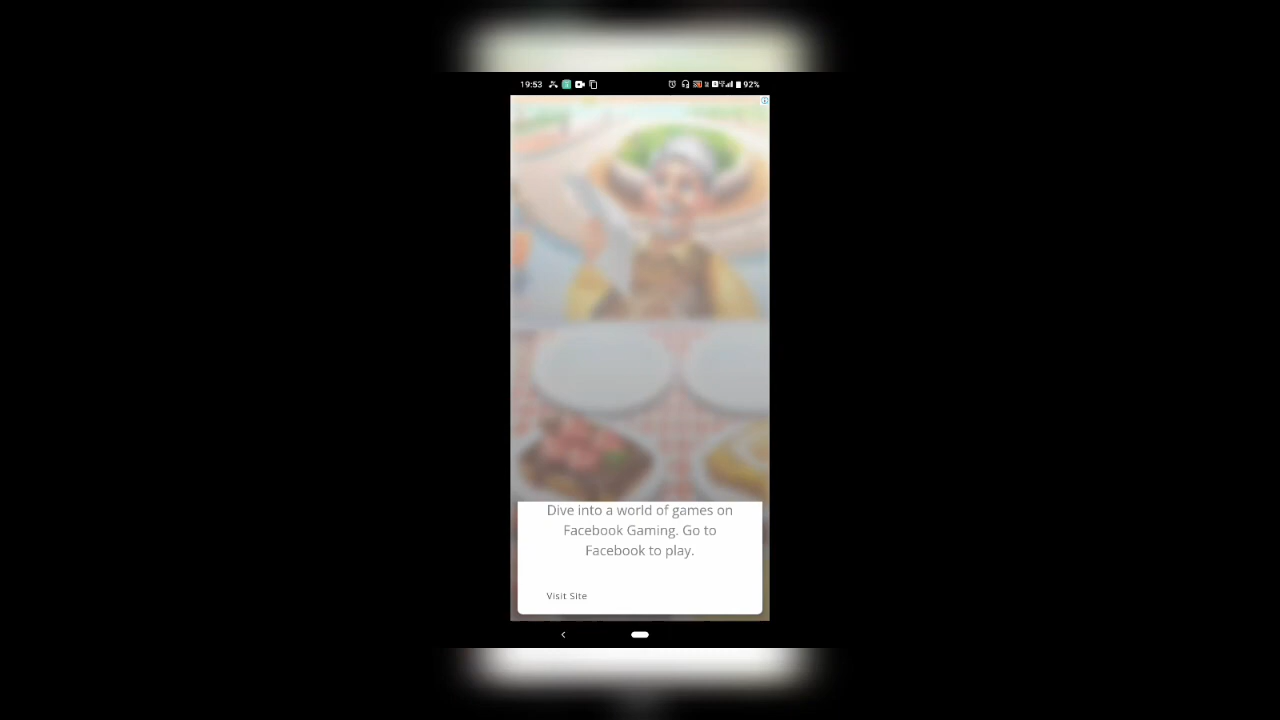 19:53
92%
Dive into a world of games on
Facebook Gaming. Go to
Facebook to play.
Visit Site